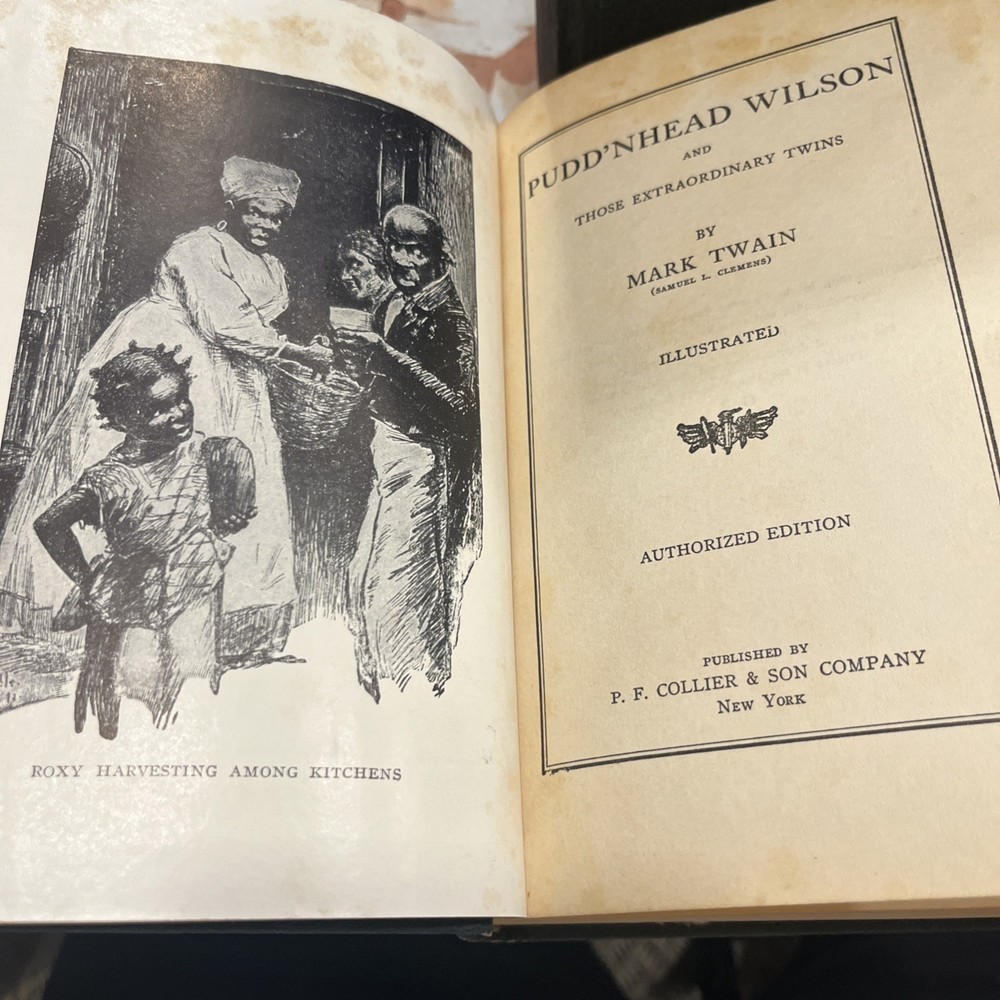 ROXY HARVESTING AMONG KITCHENS
PUDD'NHEAD WILSON
AND
THOSE EXTRAORDINARY TWINS
BY
MARK TWAIN
(SAMUEL L. CLEMENS)
ILLUSTRATED
AUTHORIZED EDITION
PUBLISHED BY
P. F. COLLIER & SON COMPANY
NEW YORK